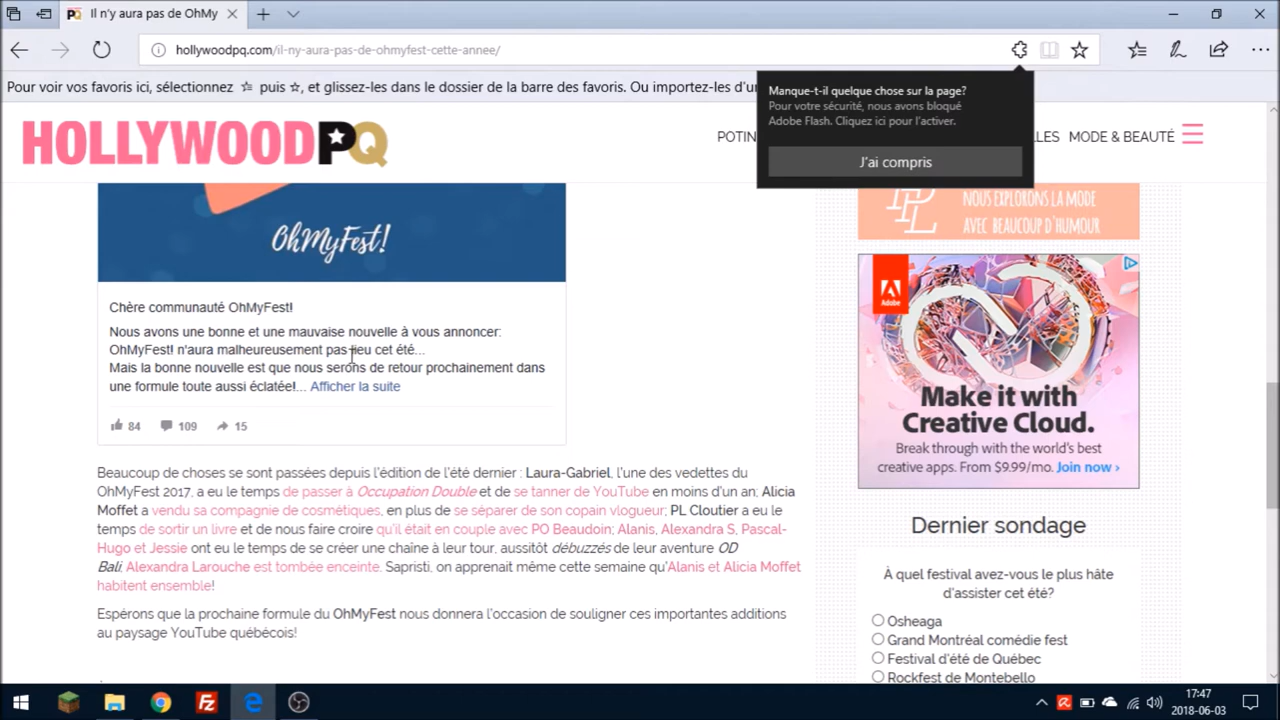 Il n'y aura pas de OhMy
hollywoodpq.com/il-ny-aura-pas-de-ohmyfest-cette-annee/
Pour voir vos favoris ici, sélectionnez puis, et glissez-les dans le dossier de la barre des favoris. Ou importez-les d'u
Manque-t-il quelque chose sur la page?
Pour votre sécurité, nous avons bloqué
Adobe Flash. Cliquez ici pour l'activer.
J'ai compris
HOLLYWOODPQ
POTIN
LLES
MODE & BEAUTÉ
OhMyFest!
Chère communauté OhMyFest!
Nous avons une bonne et une mauvaise nouvelle à vous annoncer:
OhMyFest! n'aura malheureusement pas lieu cet été...
Mais la bonne nouvelle est que nous serons de retour prochainement dans
une formule toute aussi éclatée!... Afficher la suite
84 109 15
Beaucoup de choses se sont passées depuis l'édition de l'été dernier : Laura-Gabriel, l'une des vedettes du
OhMyFest 2017, a eu le temps de passer à Occupation Double et de se tanner de YouTube en moins d'un an; Alicia
Moffet a vendu sa compagnie de cosmétiques, en plus de se séparer de son copain vlogueur; PL Cloutier a eu le
temps de sortir un livre et de nous faire croire qu'il était en couple avec PO Beaudoin; Alanis, Alexandra S, Pascal-
Hugo et Jessie ont eu le temps de se créer une chaîne à leur tour, aussitôt débuzzés de leur aventure OD
Bali; Alexandra Larouche est tombée enceinte. Sapristi, on apprenait même cette semaine qu'Alanis et Alicia Moffet
habitent ensemble!
Espérons que la prochaine formule du OhMyFest nous donnera l'occasion de souligner ces importantes additions
au paysage YouTube québécois!
PL
NOUS EXPLORONS LA MODE
AVEC BEAUCOUP D'HUMOUR
Adobe
Make it with
Creative Cloud.
Break through with the world's best
creative apps. From $9.99/mo. Join now ›
Dernier sondage
À quel festival avez-vous le plus hâte
d'assister cet été?
Osheaga
Grand Montréal comédie fest
Festival d'été de Québec
Rockfest de Montebello
17:47
2018-06-03